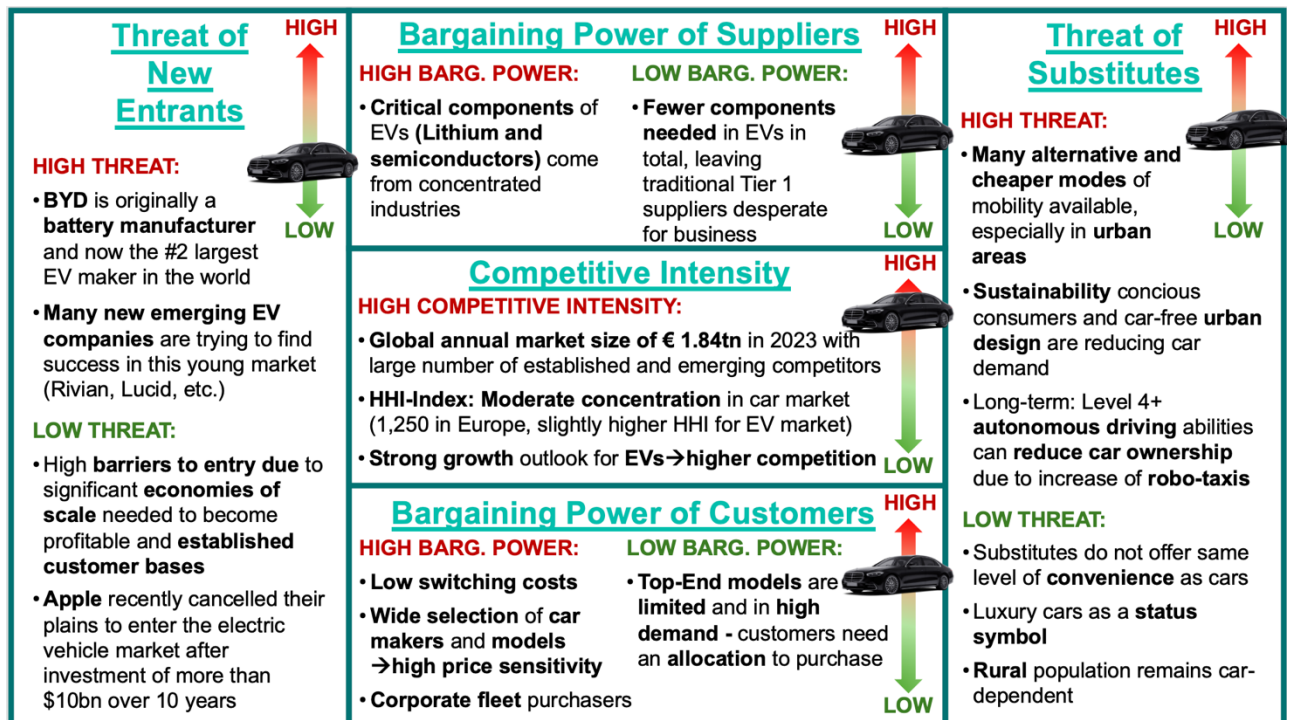 Threat of
New
Entrants
HIGH
LOW
HIGH THREAT:
• BYD is originally a
battery manufacturer
and now the #2 largest
EV maker in the world
• Many new emerging EV
companies are trying to find
success in this young market
(Rivian, Lucid, etc.)
LOW THREAT:
• High barriers to entry due to
significant economies of
scale needed to become
profitable and established
customer bases
• Apple recently cancelled their
plains to enter the electric
vehicle market after
investment of more than
$10bn over 10 years
Bargaining Power of Suppliers
HIGH
LOW
HIGH BARG. POWER:
• Critical components of
EVs (Lithium and
semiconductors) come
from concentrated
industries
LOW BARG. POWER:
• Fewer components
needed in EVs in
total, leaving
traditional Tier 1
suppliers desperate
for business
Competitive Intensity
HIGH
LOW
HIGH COMPETITIVE INTENSITY:
• Global annual market size of € 1.84tn in 2023 with
large number of established and emerging competitors
• HHI-Index: Moderate concentration in car market
(1,250 in Europe, slightly higher HHI for EV market)
• Strong growth outlook for EVs→higher competition
Bargaining Power of Customers
HIGH
LOW
HIGH BARG. POWER:
• Low switching costs
• Wide selection of car
makers and models
→high price sensitivity
• Corporate fleet purchasers
LOW BARG. POWER:
• Top-End models are
limited and in high
demand - customers need
an allocation to purchase
Threat of
Substitutes
HIGH
LOW
HIGH THREAT:
• Many alternative and
cheaper modes of
mobility available,
especially in urban
areas
• Sustainability concious
consumers and car-free urban
design are reducing car
demand
• Long-term: Level 4+
autonomous driving abilities
can reduce car ownership
due to increase of robo-taxis
LOW THREAT:
• Substitutes do not offer same
level of convenience as cars
• Luxury cars as a status
symbol
• Rural population remains car-
dependent